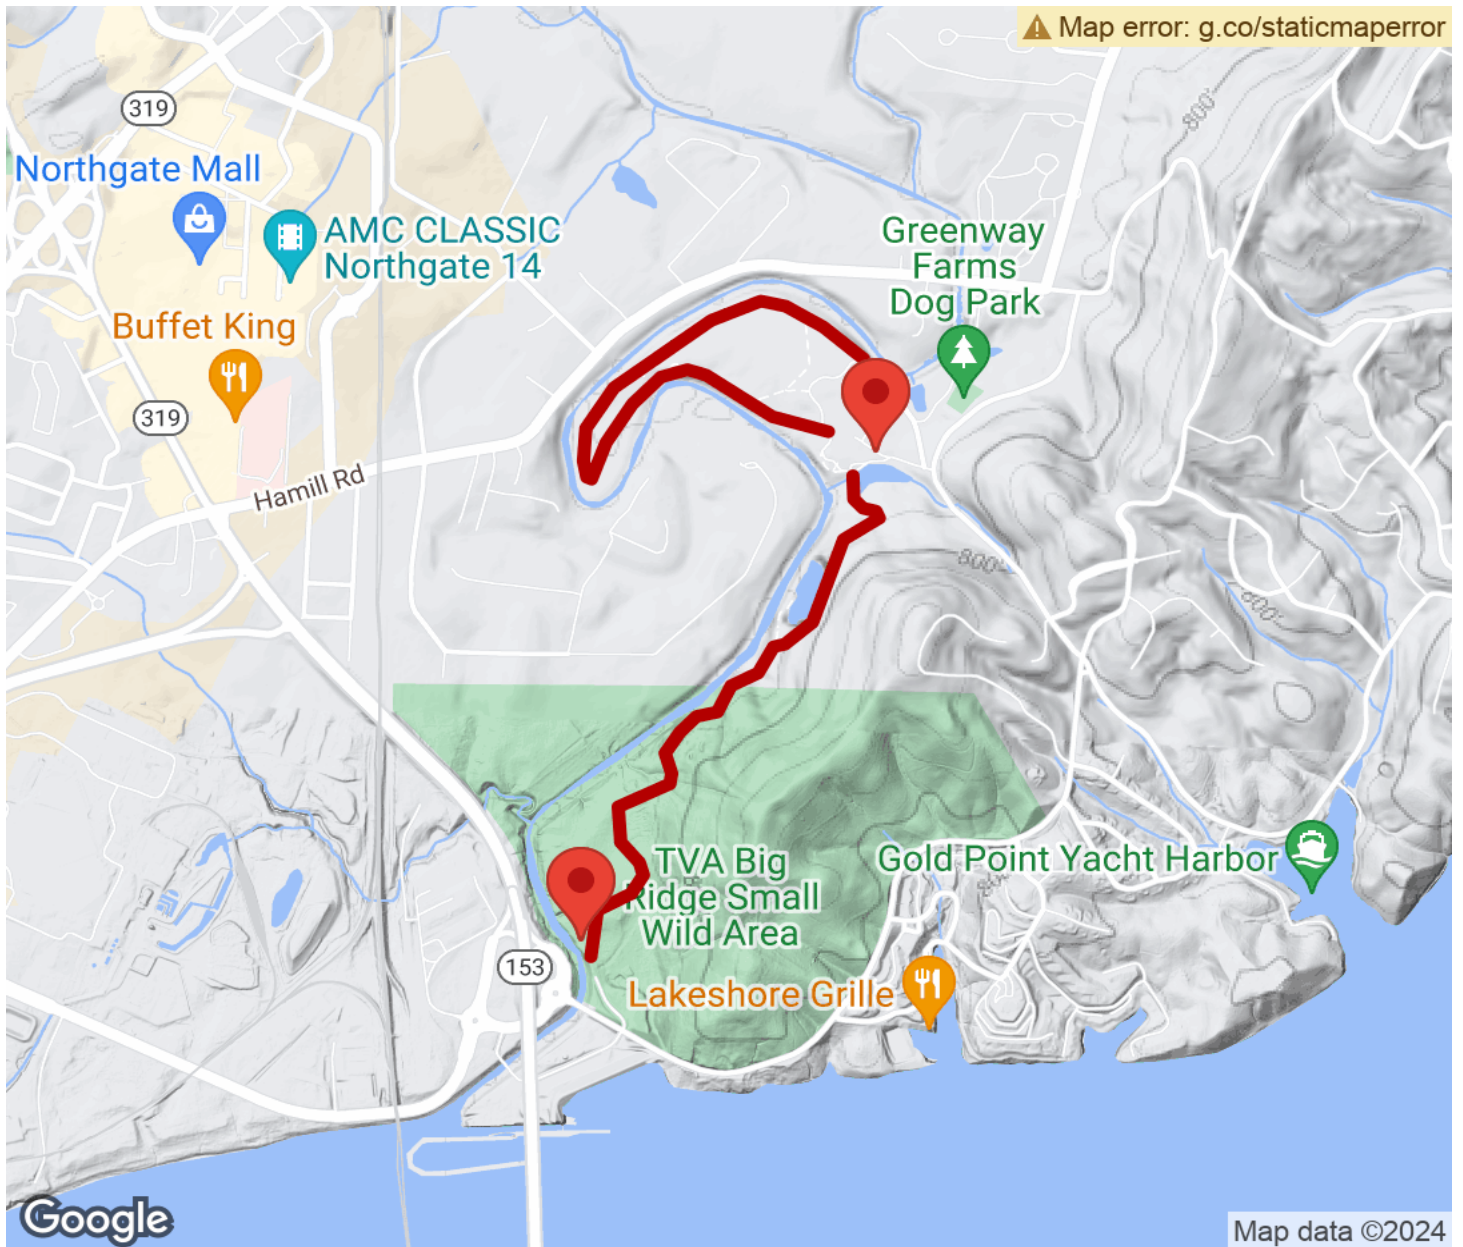 Map error: g.co/staticmaperror
319
800'
Northgate Mall
AMC CLASSIC
Northgate 14
Greenway
Farms
Dog Park
Buffet King
319
Hamill Rd
800'
800'
TVA Big
Ridge Small
Wild Area
Gold Point Yacht Harbor
153
Lakeshore Grille
Google
Map data ©2024